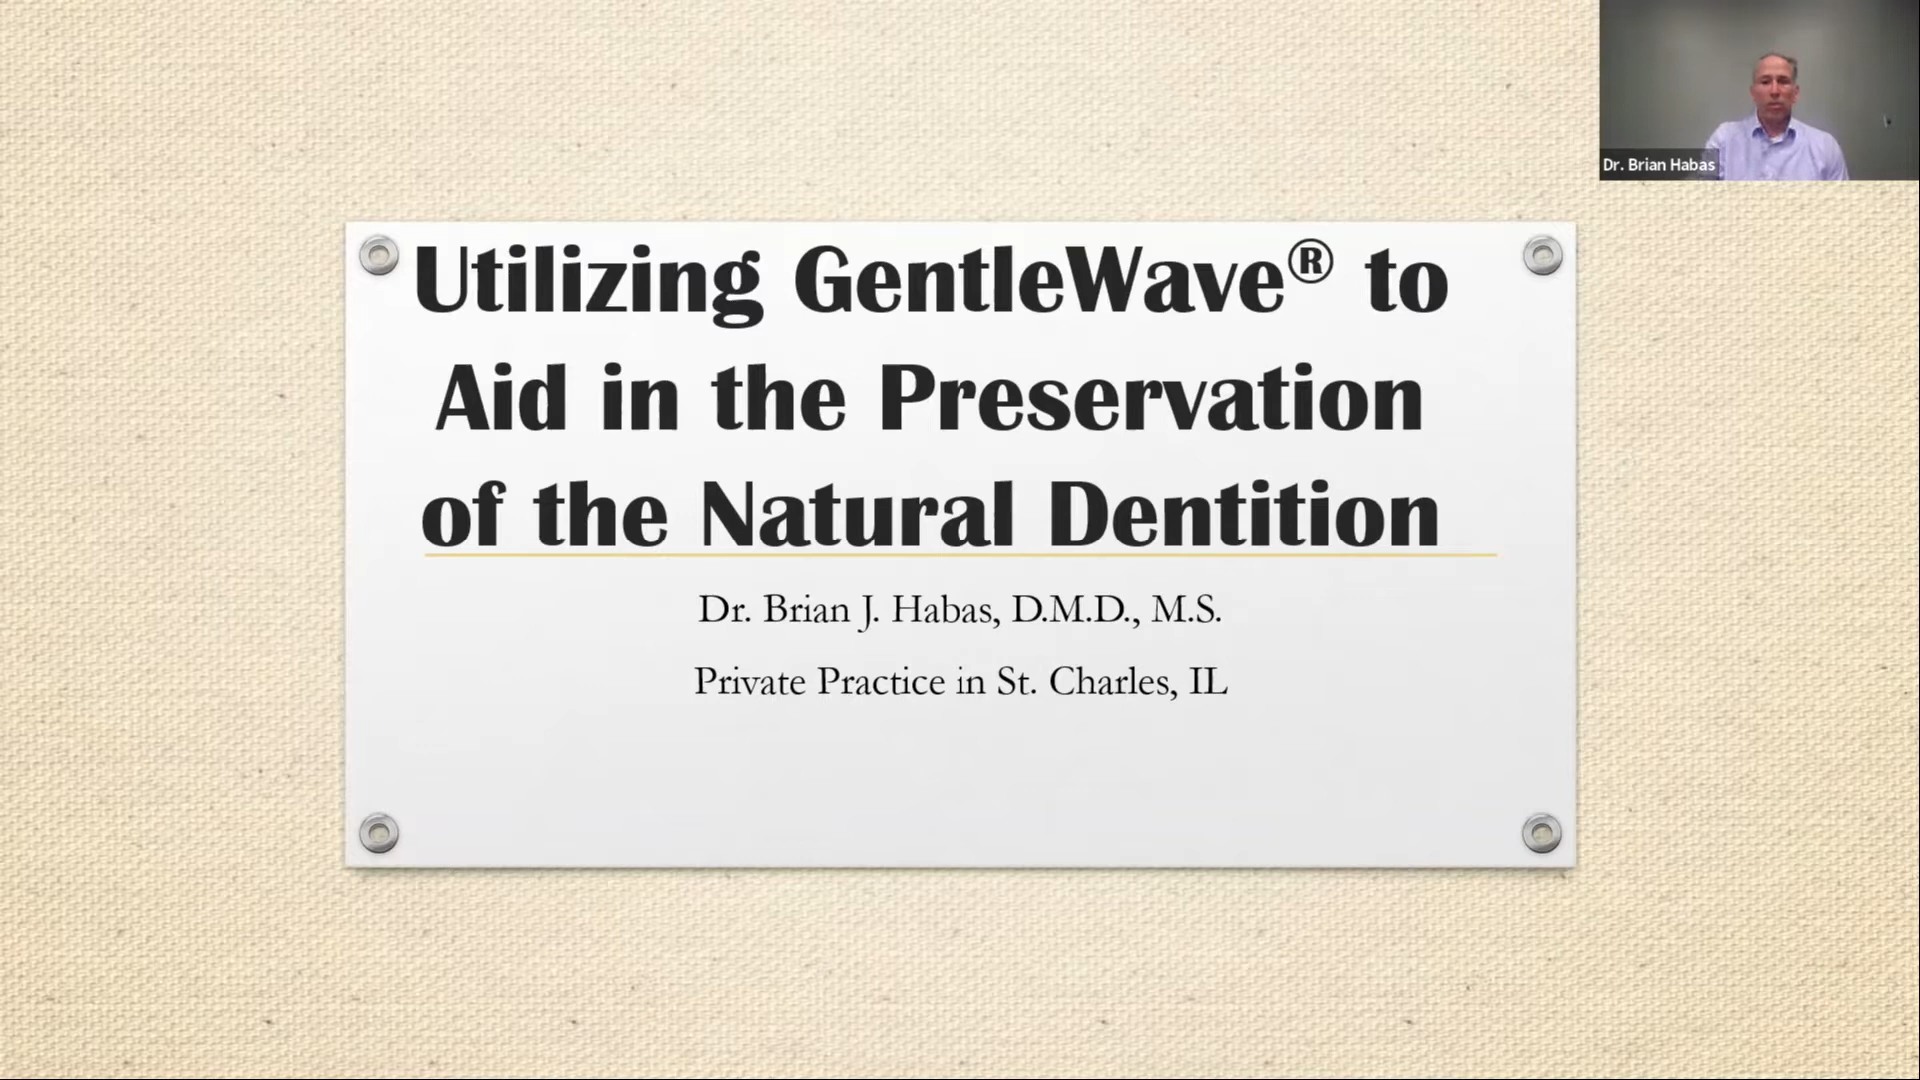 Dr. Brian Habas
Utilizing GentleWave® to
Aid in the Preservation
of the Natural Dentition
Dr. Brian J. Habas, D.M.D., M.S.
Private Practice in St. Charles, IL